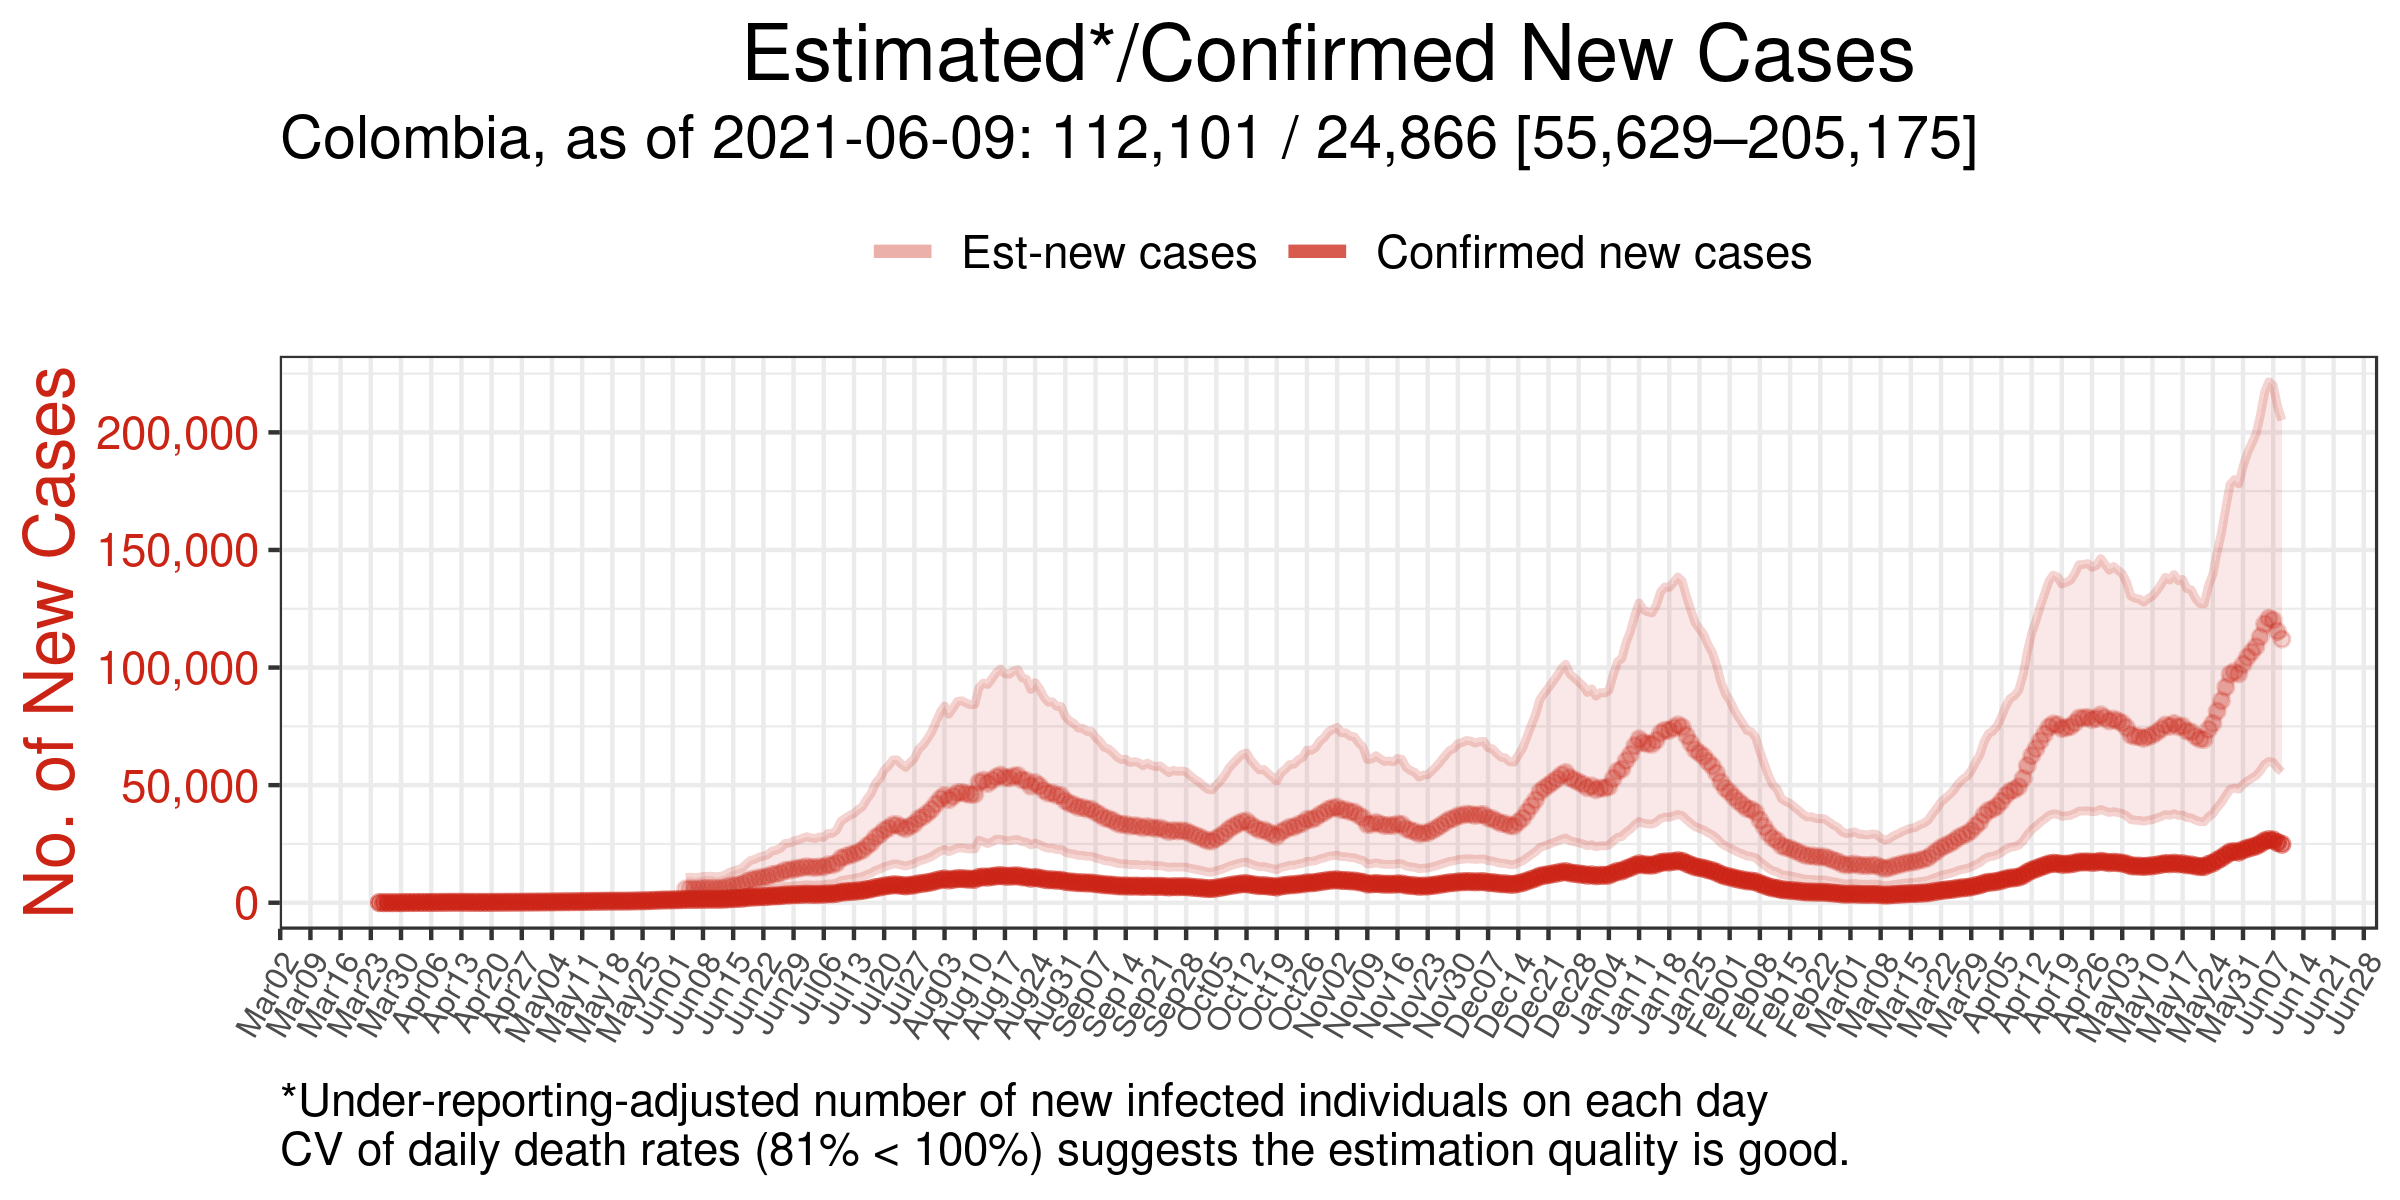 Estimated*/Confirmed New Cases
Colombia, as of 2021-06-09: 112,101 / 24,866 [55,629–205,175]
Est-new cases Confirmed new cases
No. of New Cases
200,000
150,000
100,000
50,000
0
Mar02 Mar09 Mar16 Mar23 Mar30 Apr06 Apr13 Apr20 Apr27 May04 May11 May18 May25 Jun01 Jun08 Jun15 Jun22 Jun29 Jul06 Jul13 Jul20 Jul27 Aug03 Aug10 Aug17 Aug24 Aug31 Sep07 Sep14 Sep21 Sep28 Oct05 Oct12 Oct19 Oct26 Nov02 Nov09 Nov16 Nov23 Nov30 Dec07 Dec14 Dec21 Dec28 Jan04 Jan11 Jan18 Jan25 Feb01 Feb08 Feb15 Feb22 Mar01 Mar08 Mar15 Mar22 Mar29 Apr05 Apr12 Apr19 Apr26 May03 May10 May17 May24 May31 Jun07 Jun14 Jun21 Jun28
*Under-reporting-adjusted number of new infected individuals on each day
CV of daily death rates (81% < 100%) suggests the estimation quality is good.